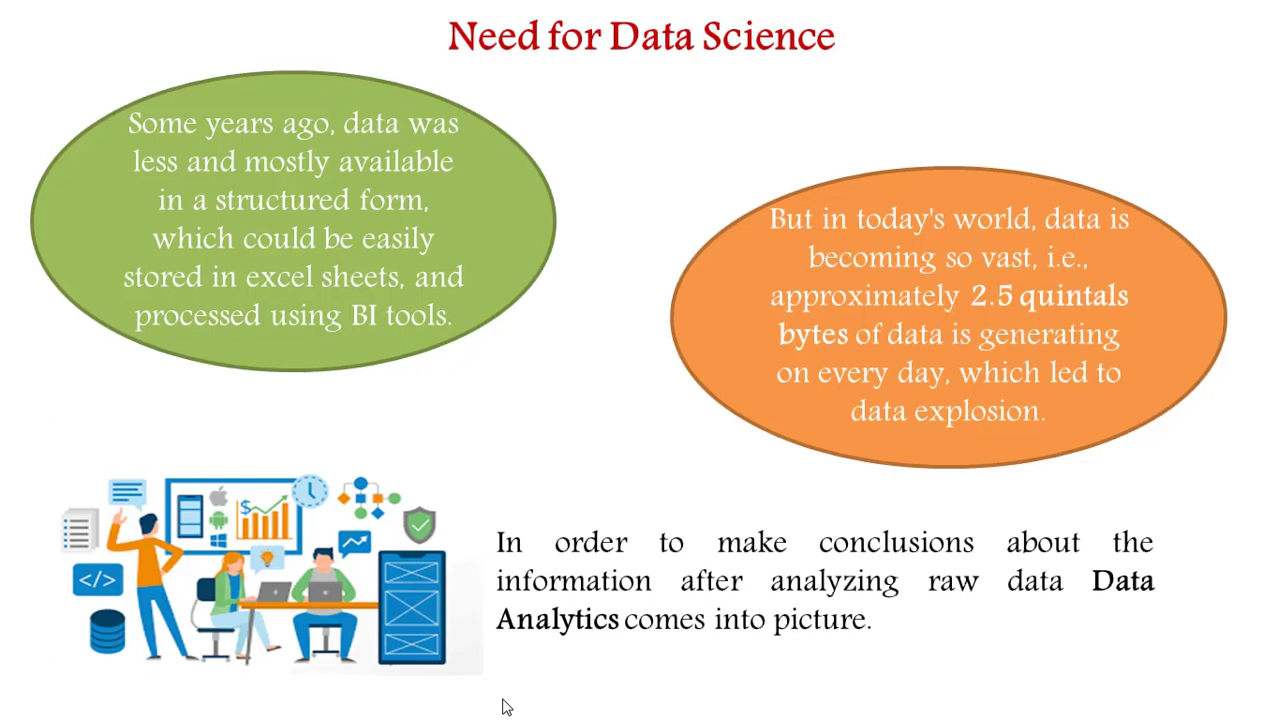 Need for Data Science
Some years ago, data was
less and mostly available
in a structured form,
which could be easily
stored in excel sheets, and
processed using BI tools.
But in today's world, data is
becoming so vast, i.e.,
approximately 2.5 quintals
bytes of data is generating
on every day, which led to
data explosion.
$
</>
In order to make conclusions about the
information after analyzing raw data Data
Analytics comes into picture.